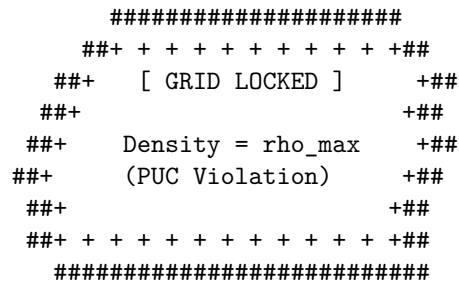 ######################
##+ + + + + + + + + + +##
##+ [ GRID LOCKED ] +##
##+ +##
##+ Density = rho_max +##
##+ (PUC Violation) +##
##+ +##
##+ + + + + + + + + + + + +##
###########################